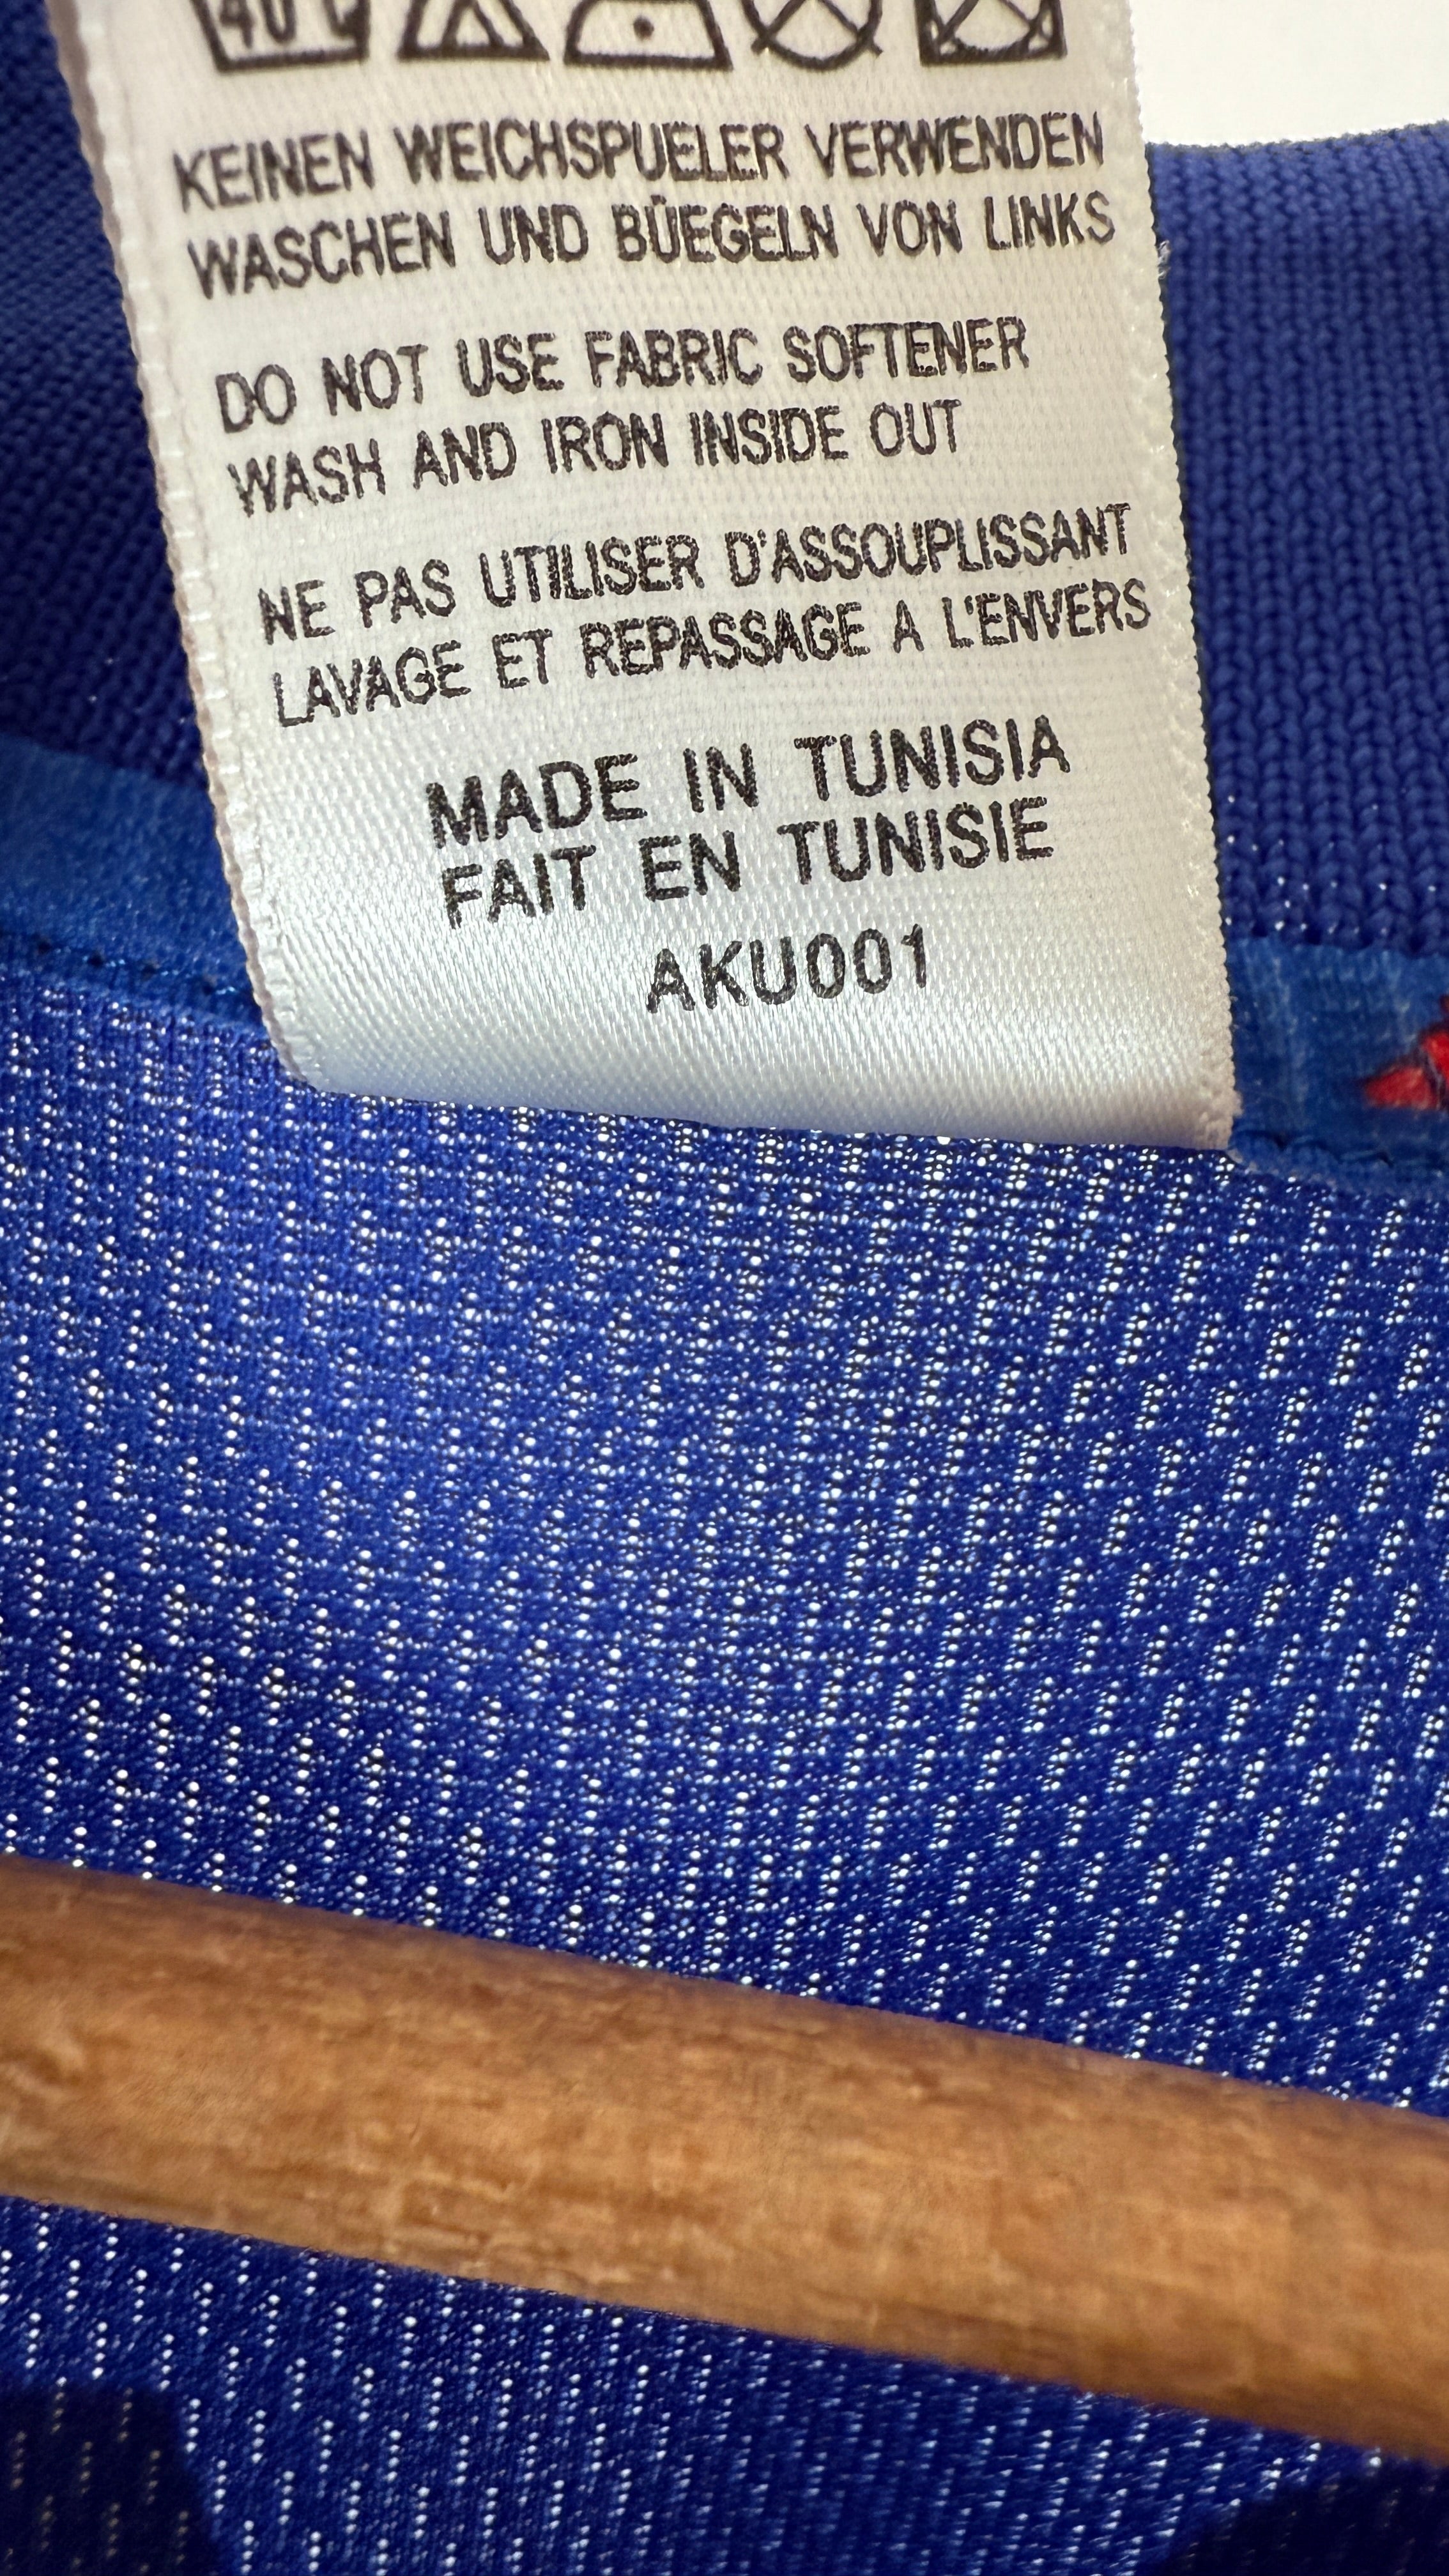 40 C
KEINEN WEICHSPUELER VERWENDEN
WASCHEN UND BÜEGELN VON LINKS
DO NOT USE FABRIC SOFTENER
WASH AND IRON INSIDE OUT
NE PAS UTILISER D'ASSOUPLISSANT
LAVAGE ET REPASSAGE A L'ENVERS
MADE IN TUNISIA
FAIT EN TUNISIE
AKU001